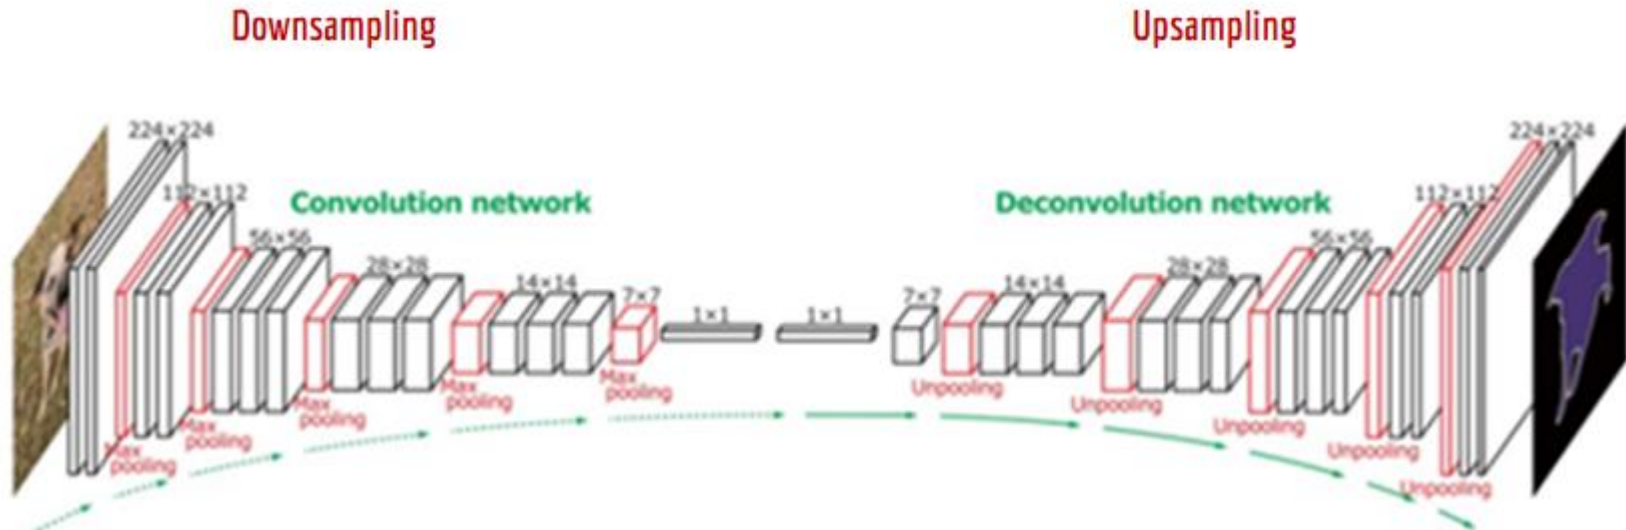 Downsampling
Upsampling
224×224
112×112
Convolution network
56×56
28×28
14×14
7×7
1×1
1×1
7×7
14×14
28×28
56×56
112×112
224×224
Deconvolution network
Max
pooling
Max
pooling
Max
pooling
Max
pooling
Max
pooling
Unpooling
Unpooling
Unpooling
Unpooling
Unpooling